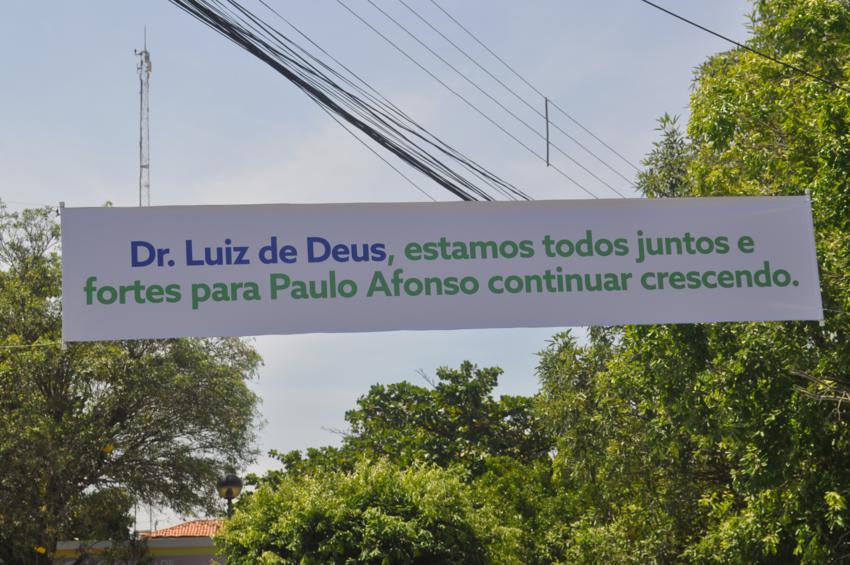 Dr. Luiz de Deus, estamos todos juntos e
fortes para Paulo Afonso continuar crescendo.